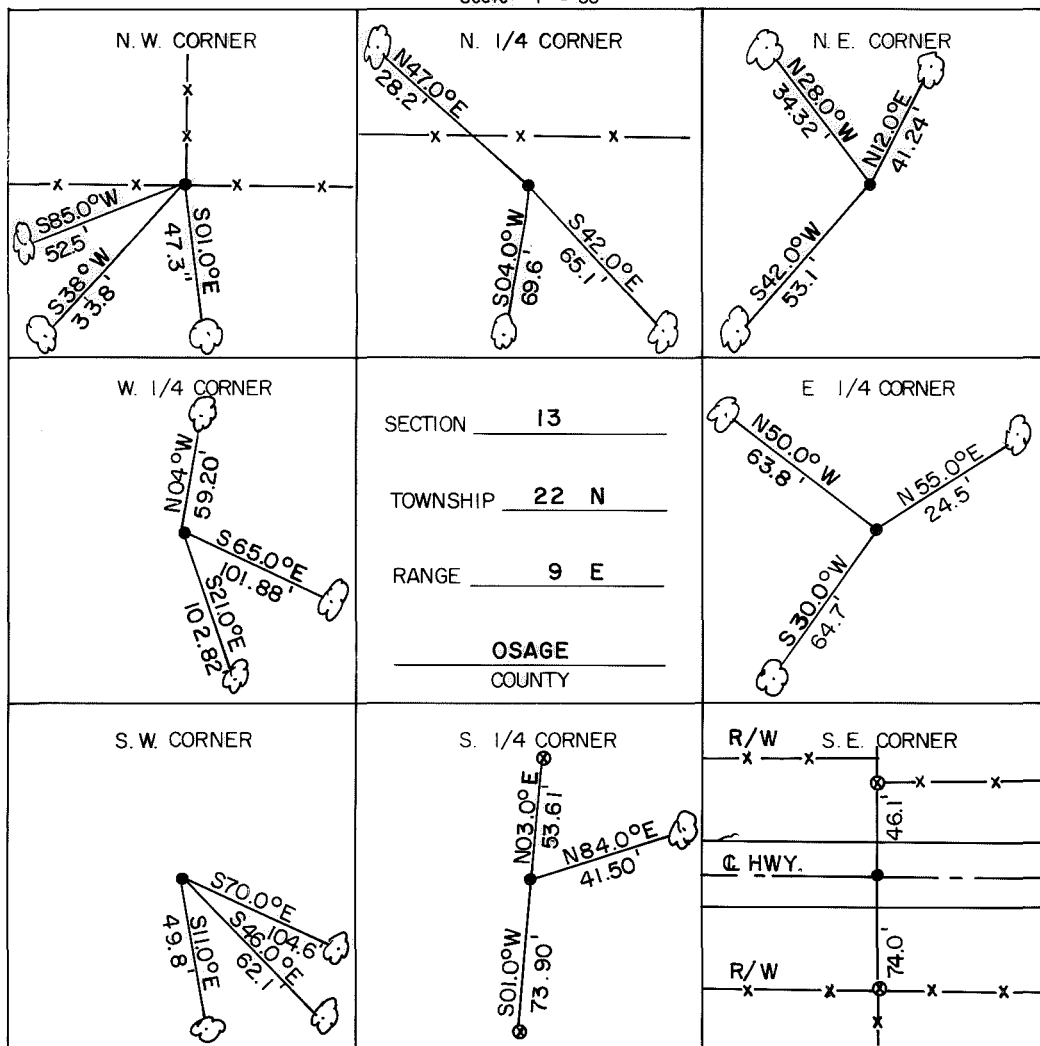 N. W. CORNER
S85.0°W
52.5'
S38°W
33.8'
S01.0°E
47.3"
N. 1/4 CORNER
N47.0°E
28.2'
S04.0°W
69.6'
S42.0°E
65.1'
N. E. CORNER
N28.0°W
34.32'
N12.0°E
41.24'
S42.0°W
53.1'
W. 1/4 CORNER
N04°W
59.20'
S65.0°E
101.88'
S21.0°E
102.82'
SECTION 13
TOWNSHIP 22 N
RANGE 9 E
OSAGE
COUNTY
E 1/4 CORNER
N50.0°W
63.8'
N55.0°E
24.5'
S30.0°W
64.7'
S. W. CORNER
S70.0°E
104.6'
S46.0°E
62.1'
S11.0°E
49.8'
S. 1/4 CORNER
N03.0°E
53.61'
N84.0°E
41.50'
S01.0°W
73.90'
S. E. CORNER
R/W
46.1'
℄ HWY.
74.0'
R/W